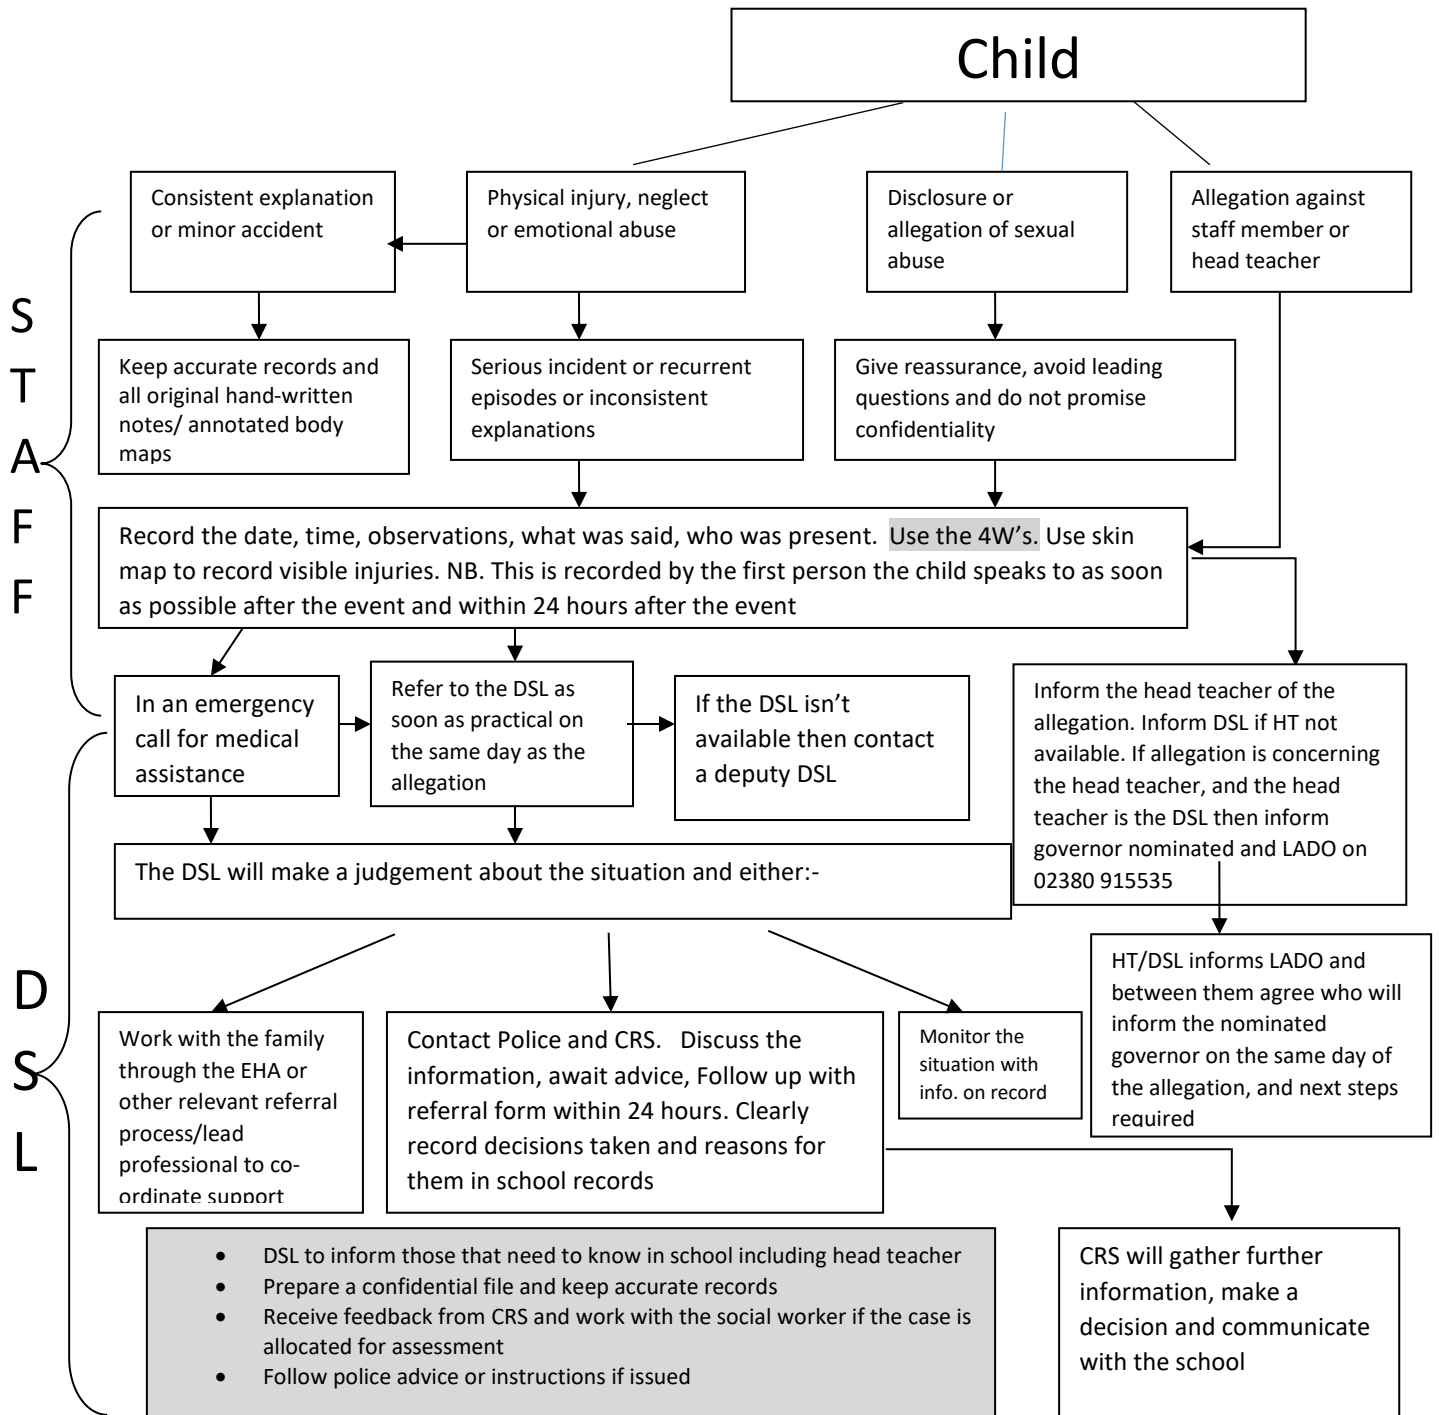 Child
Consistent explanation
or minor accident
Physical injury, neglect
or emotional abuse
Disclosure or
allegation of sexual
abuse
Allegation against
staff member or
head teacher
S
T
A
F
F
Keep accurate records and
all original hand-written
notes/ annotated body
maps
Serious incident or recurrent
episodes or inconsistent
explanations
Give reassurance, avoid leading
questions and do not promise
confidentiality
Record the date, time, observations, what was said, who was present. Use the 4W's. Use skin
map to record visible injuries. NB. This is recorded by the first person the child speaks to as soon
as possible after the event and within 24 hours after the event
In an emergency
call for medical
assistance
Refer to the DSL as
soon as practical on
the same day as the
allegation
If the DSL isn't
available then contact
a deputy DSL
Inform the head teacher of the
allegation. Inform DSL if HT not
available. If allegation is concerning
the head teacher, and the head
teacher is the DSL then inform
governor nominated and LADO on
02380 915535
The DSL will make a judgement about the situation and either:-
D
S
L
Work with the family
through the EHA or
other relevant referral
process/lead
professional to co-
ordinate support
Contact Police and CRS. Discuss the
information, await advice, Follow up with
referral form within 24 hours. Clearly
record decisions taken and reasons for
them in school records
Monitor the
situation with
info. on record
HT/DSL informs LADO and
between them agree who will
inform the nominated
governor on the same day of
the allegation, and next steps
required
• DSL to inform those that need to know in school including head teacher
• Prepare a confidential file and keep accurate records
• Receive feedback from CRS and work with the social worker if the case is
allocated for assessment
• Follow police advice or instructions if issued
CRS will gather further
information, make a
decision and communicate
with the school